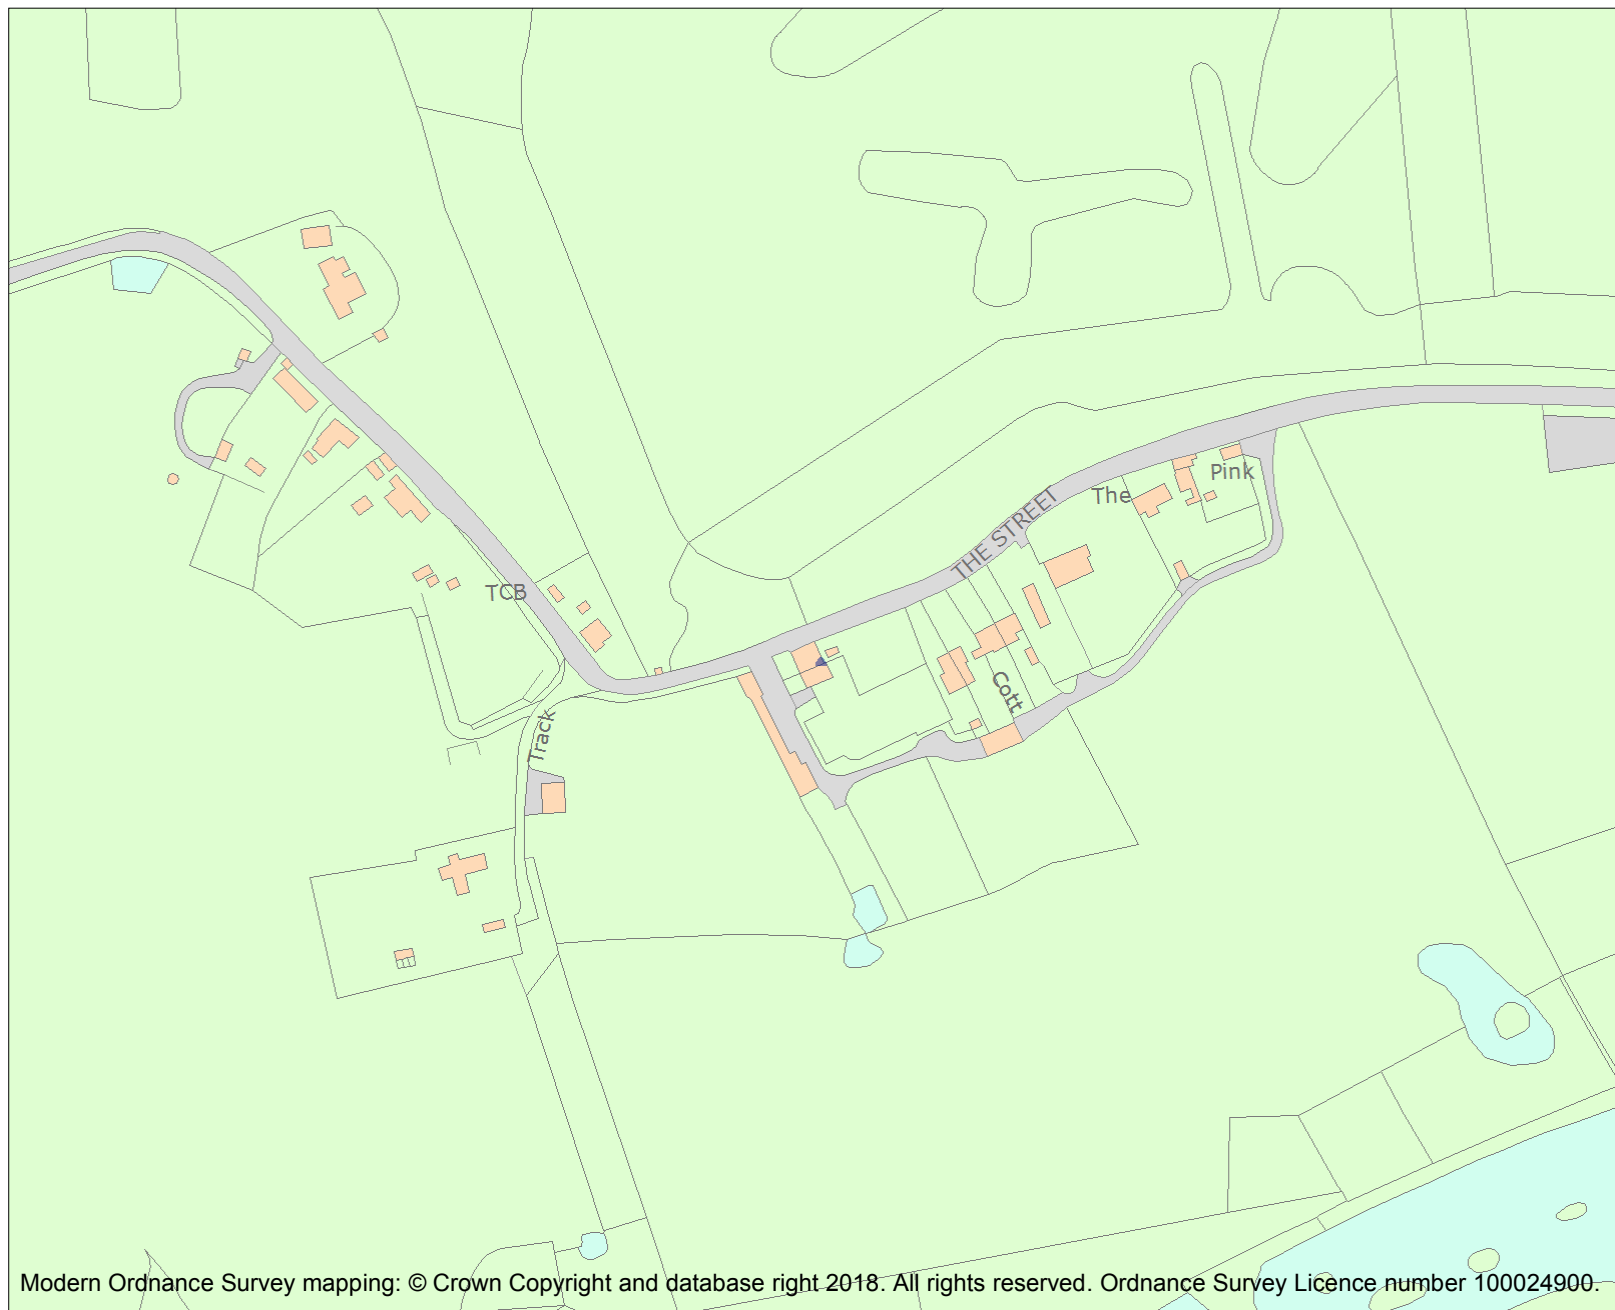 Pink
The
THE STREET
TCB
Cott
Track
Modern Ordnance Survey mapping: © Crown Copyright and database right 2018. All rights reserved. Ordnance Survey Licence number 100024900.